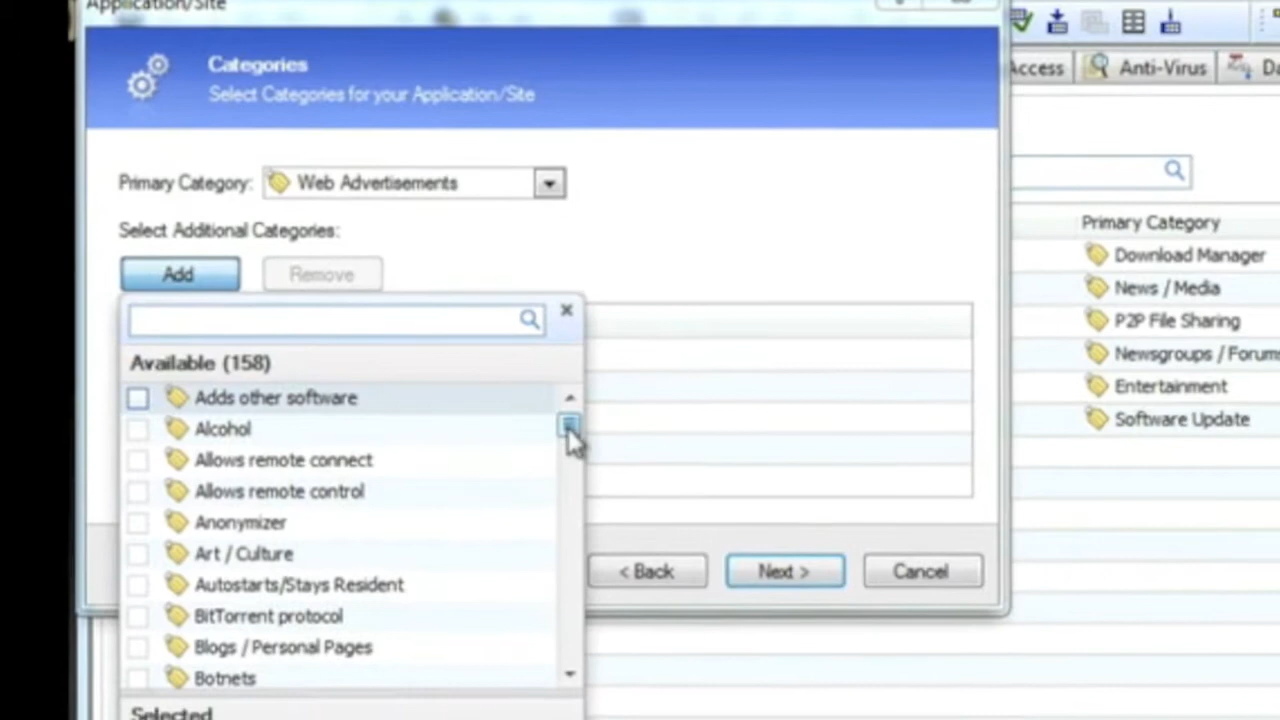 Application/Site
Categories
Select Categories for your Application/Site
Access
Anti-Virus
Da
Primary Category:
Web Advertisements
Select Additional Categories:
Add
Remove
Available (158)
Adds other software
Alcohol
Allows remote connect
Allows remote control
Anonymizer
Art / Culture
Autostarts/Stays Resident
BitTorrent protocol
Blogs / Personal Pages
Botnets
Selected
< Back
Next >
Cancel
Primary Category
Download Manager
News / Media
P2P File Sharing
Newsgroups / Forums
Entertainment
Software Update